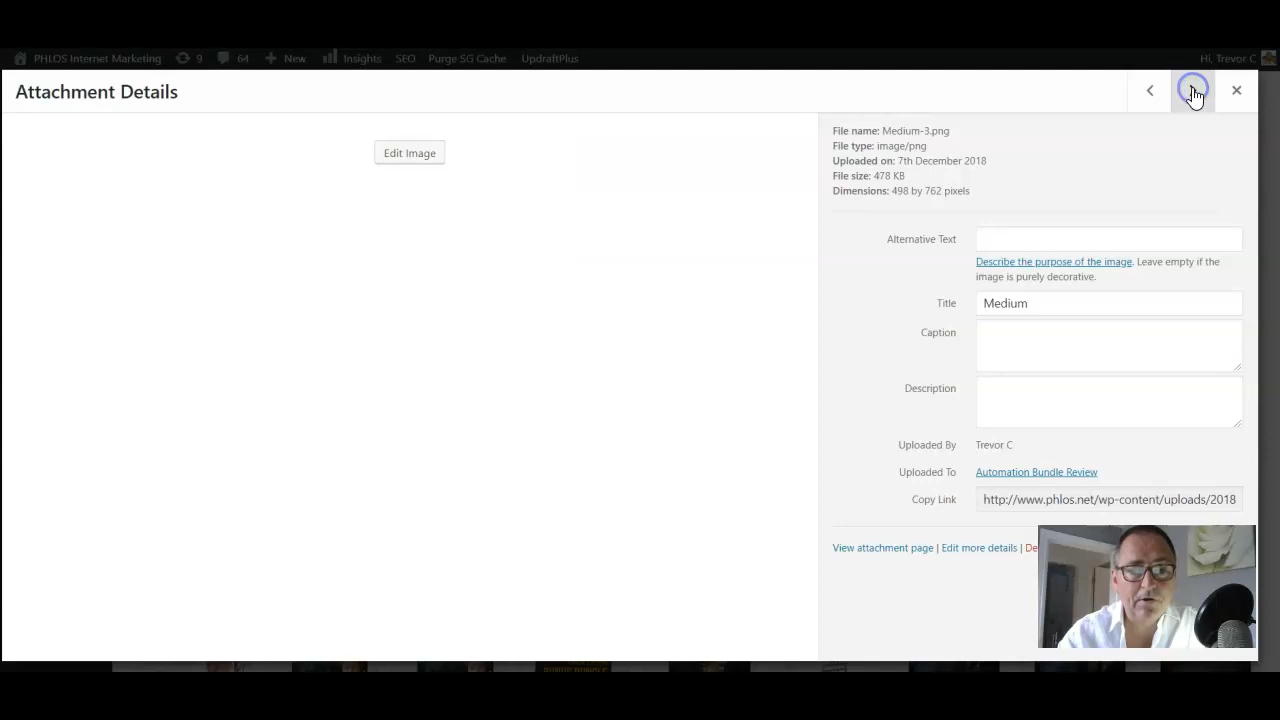 PHLOS Internet Marketing 9 64 New Insights SEO Purge SG Cache UpdraftPlus Hi, Trevor C
Attachment Details
Edit Image
File name: Medium-3.png
File type: image/png
Uploaded on: 7th December 2018
File size: 478 KB
Dimensions: 498 by 762 pixels
Alternative Text
Describe the purpose of the image. Leave empty if the
image is purely decorative.
Title Medium
Caption
Description
Uploaded By Trevor C
Uploaded To Automation Bundle Review
Copy Link http://www.phlos.net/wp-content/uploads/2018
View attachment page | Edit more details | De